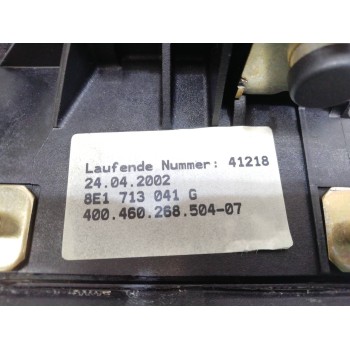 Laufende Nummer: 41218
24.04.2002
8E1 713 041 G
400.460.268.504-07